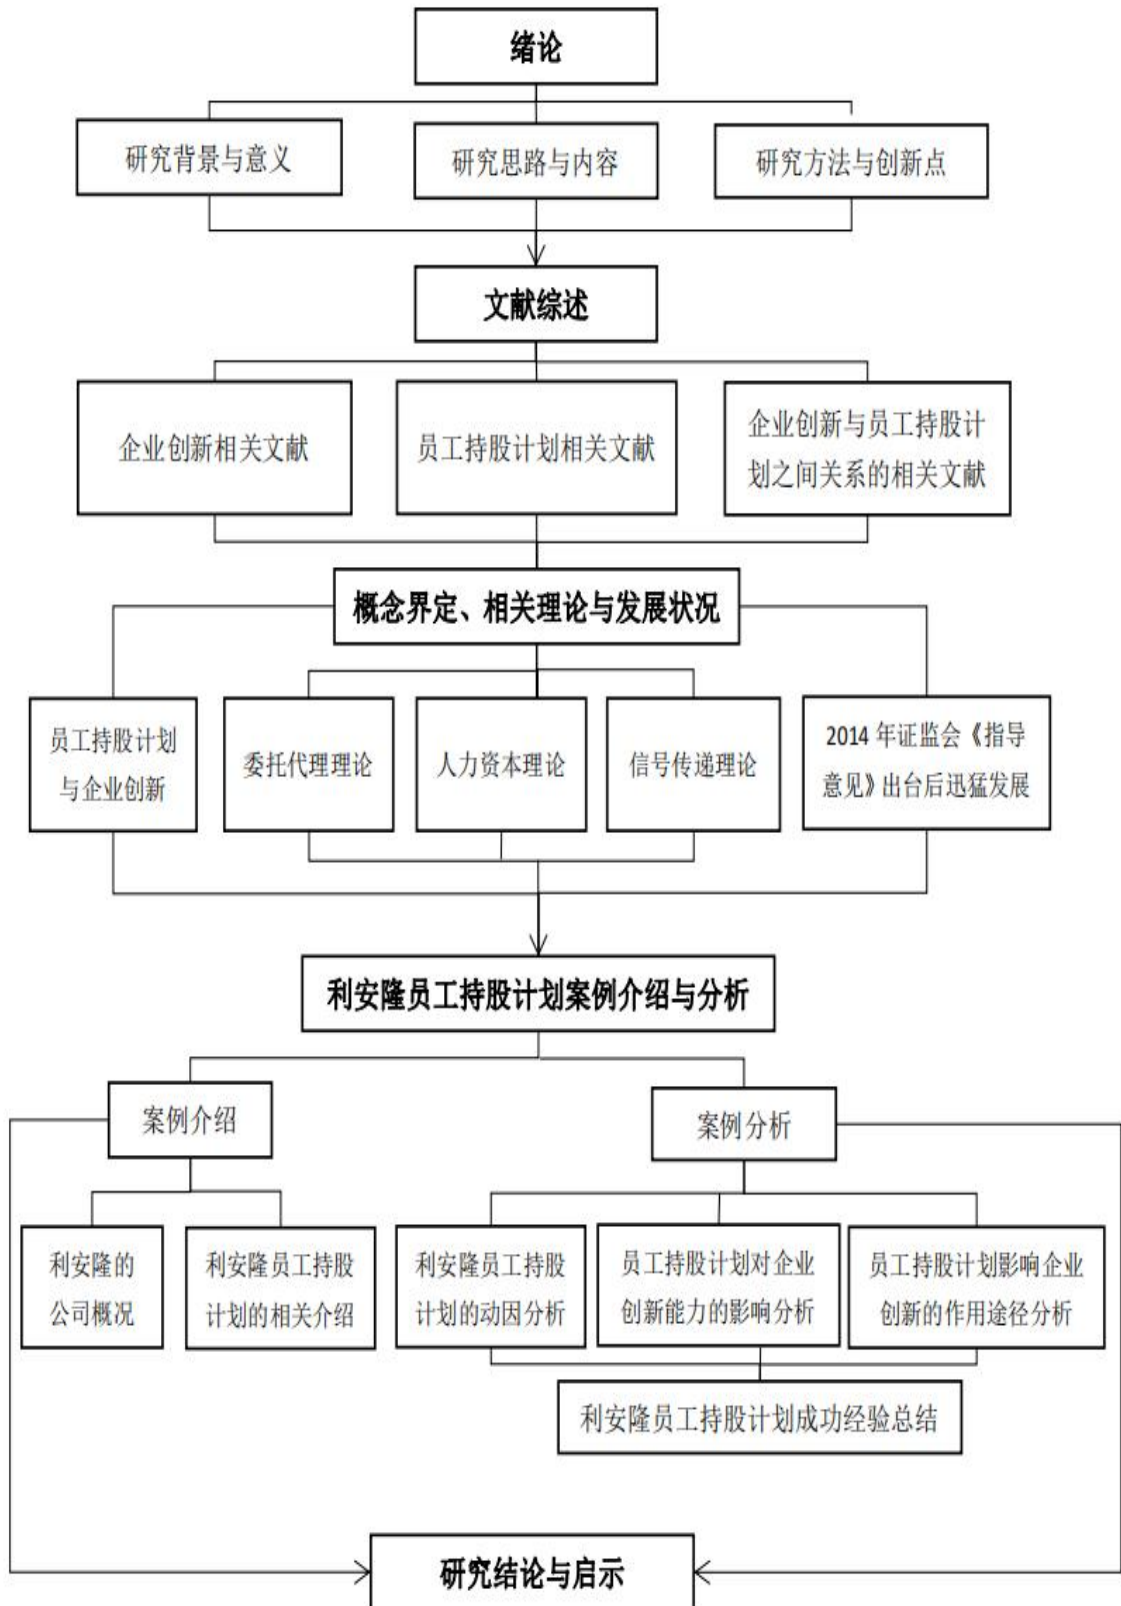 绪论
研究背景与意义
研究思路与内容
研究方法与创新点
文献综述
企业创新相关文献
员工持股计划相关文献
企业创新与员工持股计
划之间关系的相关文献
概念界定、相关理论与发展状况
员工持股计划
与企业创新
委托代理理论
人力资本理论
信号传递理论
2014 年证监会《指导
意见》出台后迅猛发展
利安隆员工持股计划案例介绍与分析
案例介绍
案例分析
利安隆的
公司概况
利安隆员工持股
计划的相关介绍
利安隆员工持股
计划的动因分析
员工持股计划对企业
创新能力的影响分析
员工持股计划影响企业
创新的作用途径分析
利安隆员工持股计划成功经验总结
研究结论与启示